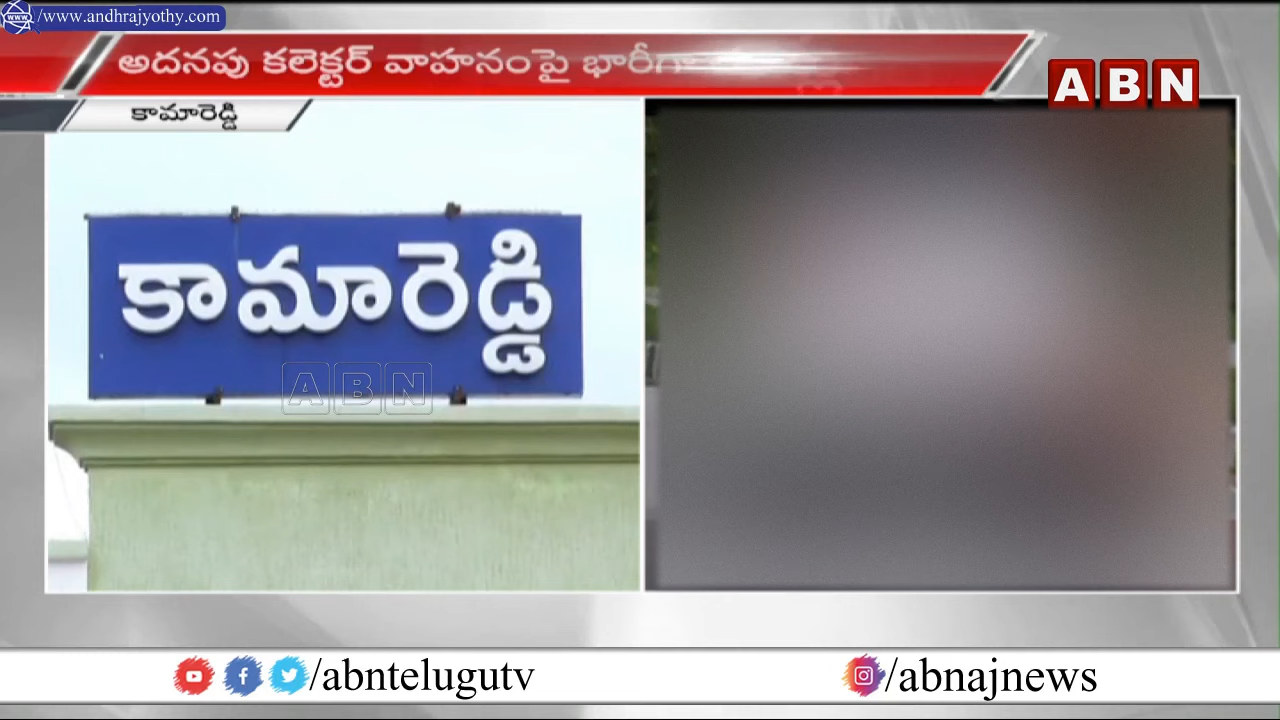 /www.andhrajyothy.com
అదనపు కలెక్టర్ వాహనంపై భారీగా
ABN
కామారెడ్డి
కామారెడ్డి
ABN
/abntelugutv
/abnajnews